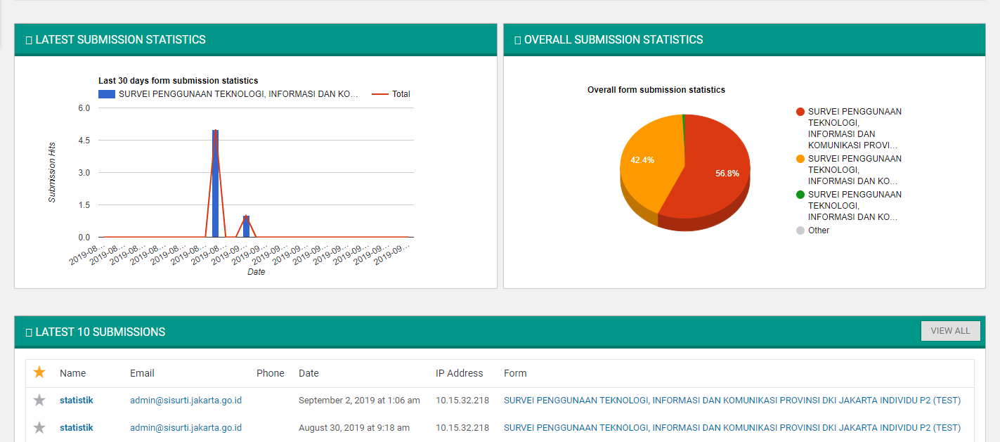 LATEST SUBMISSION STATISTICS
Last 30 days form submission statistics
SURVEI PENGGUNAAN TEKNOLOGI, INFORMASI DAN KO...
Total
6.0
4.5
3.0
1.5
0.0
Submission Hits
2019-08...
2019-08...
2019-08...
2019-08...
2019-08...
2019-08...
2019-08...
2019-08...
2019-09...
2019-09...
2019-09...
2019-09...
2019-09...
2019-09...
2019-09...
2019-09...
Date
OVERALL SUBMISSION STATISTICS
Overall form submission statistics
42.4%
56.8%
SURVEI PENGGUNAAN
TEKNOLOGI,
INFORMASI DAN
KOMUNIKASI PROVI...
SURVEI PENGGUNAAN
TEKNOLOGI,
INFORMASI DAN KO...
SURVEI PENGGUNAAN
TEKNOLOGI,
INFORMASI DAN KO...
Other
LATEST 10 SUBMISSIONS
VIEW ALL
Name Email Phone Date IP Address Form
statistik admin@sisurti.jakarta.go.id September 2, 2019 at 1:06 am 10.15.32.218 SURVEI PENGGUNAAN TEKNOLOGI, INFORMASI DAN KOMUNIKASI PROVINSI DKI JAKARTA INDIVIDU P2 (TEST)
statistik admin@sisurti.jakarta.go.id August 30, 2019 at 9:18 am 10.15.32.218 SURVEI PENGGUNAAN TEKNOLOGI, INFORMASI DAN KOMUNIKASI PROVINSI DKI JAKARTA INDIVIDU P2 (TEST)